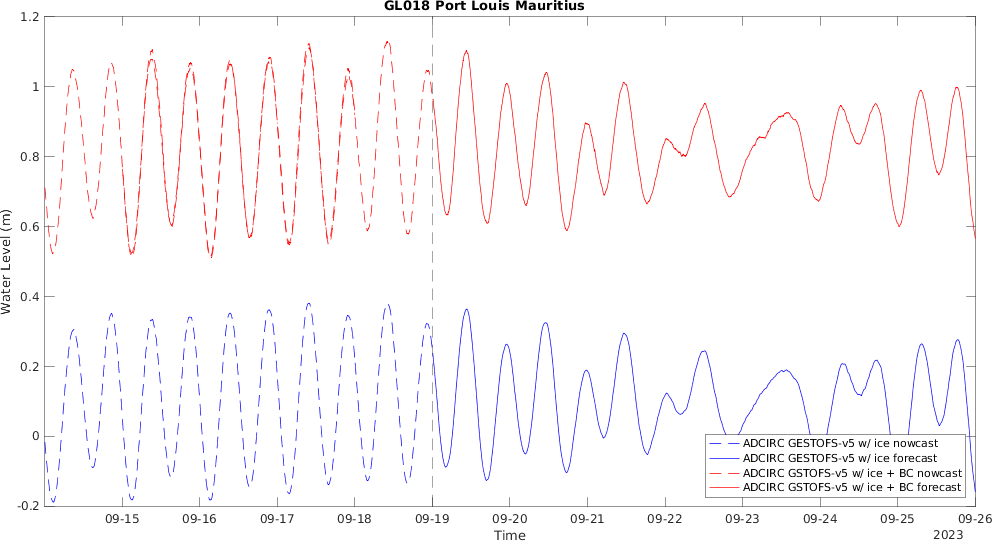 GL018 Port Louis Mauritius
1.2
1
0.8
0.6
0.4
0.2
0
-0.2
Water Level (m)
ADCIRC GESTOFS-v5 w/ ice nowcast
ADCIRC GESTOFS-v5 w/ ice forecast
ADCIRC GSTOFS-v5 w/ ice + BC nowcast
ADCIRC GSTOFS-v5 w/ ice + BC forecast
09-15 09-16 09-17 09-18 09-19 09-20 09-21 09-22 09-23 09-24 09-25 09-26
Time
2023